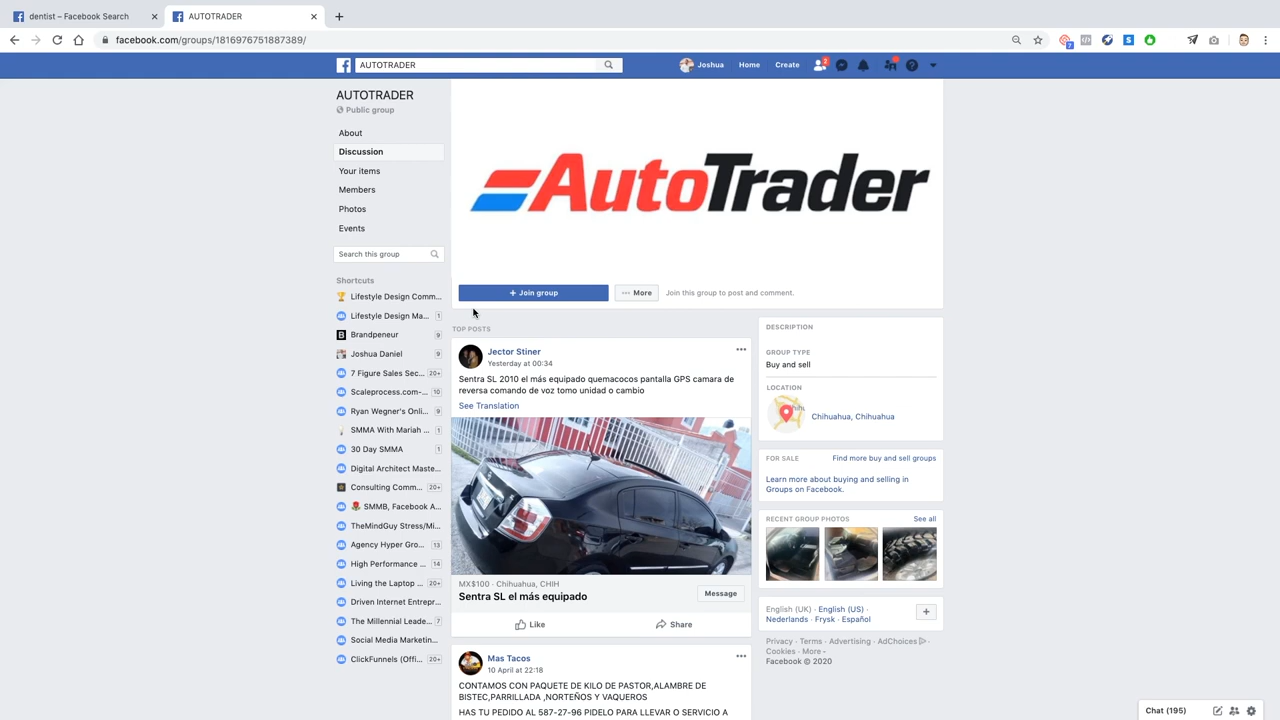 dentist – Facebook Search
AUTOTRADER
facebook.com/groups/1816976751887389/
7
AUTOTRADER
Joshua
Home
Create
2
AUTOTRADER
Public group
About
Discussion
Your items
Members
Photos
Events
Search this group
Shortcuts
Lifestyle Design Comm...
Lifestyle Design Ma... 1
Brandpeneur 9
Joshua Daniel 9
7 Figure Sales Sec... 20+
Scaleprocess.com-... 10
Ryan Wegner's Onli... 9
SMMA With Mariah ... 1
30 Day SMMA 1
Digital Architect Maste...
Consulting Comm... 20+
SMMB, Facebook A...
TheMindGuy Stress/Mi...
Agency Hyper Gro... 13
High Performance ... 14
Living the Laptop ... 20+
Driven Internet Entrepr...
The Millennial Leade... 7
Social Media Marketin...
ClickFunnels (Offi... 20+
AutoTrader
+ Join group
··· More
Join this group to post and comment.
TOP POSTS
Jector Stiner
Yesterday at 00:34
Sentra SL 2010 el más equipado quemacocos pantalla GPS camara de
reversa comando de voz tomo unidad o cambio
See Translation
MX$100 · Chihuahua, CHIH
Sentra SL el más equipado
Message
Like
Share
Mas Tacos
10 April at 22:18
CONTAMOS CON PAQUETE DE KILO DE PASTOR,ALAMBRE DE
BISTEC,PARRILLADA ,NORTEÑOS Y VAQUEROS
HAS TU PEDIDO AL 587-27-96 PIDELO PARA LLEVAR O SERVICIO A
DESCRIPTION
GROUP TYPE
Buy and sell
LOCATION
Chihuahua, Chihuahua
FOR SALE
Find more buy and sell groups
Learn more about buying and selling in
Groups on Facebook.
RECENT GROUP PHOTOS
See all
English (UK) · English (US) ·
Nederlands · Frysk · Español
Privacy · Terms · Advertising · AdChoices ·
Cookies · More
Facebook © 2020
Chat (195)